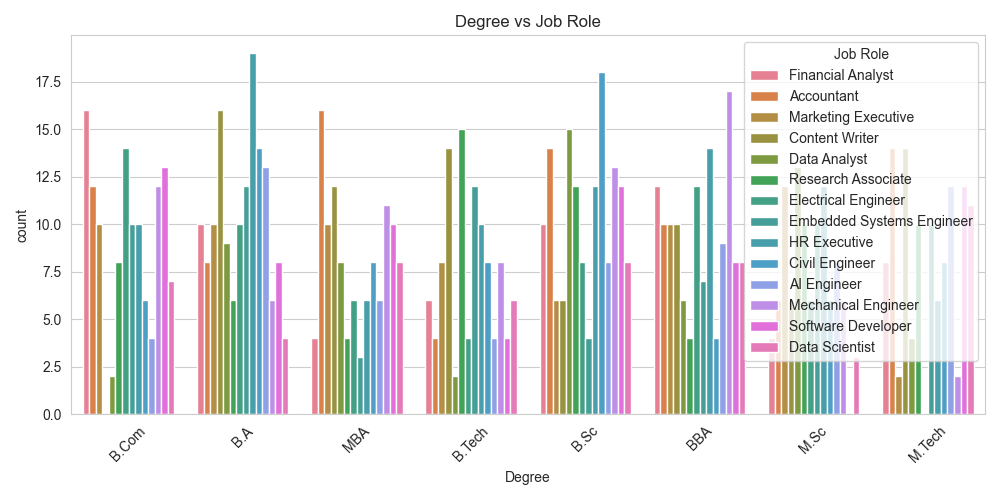 Degree vs Job Role
Job Role
Financial Analyst
Accountant
Marketing Executive
Content Writer
Data Analyst
Research Associate
Electrical Engineer
Embedded Systems Engineer
HR Executive
Civil Engineer
AI Engineer
Mechanical Engineer
Software Developer
Data Scientist
count
17.5
15.0
12.5
10.0
7.5
5.0
2.5
0.0
B.Com
B.A
MBA
B.Tech
B.Sc
BBA
M.Sc
M.Tech
Degree